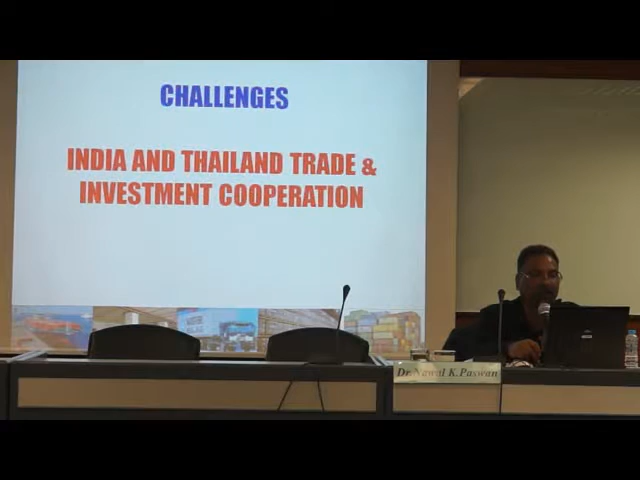 CHALLENGES
INDIA AND THAILAND TRADE &
INVESTMENT COOPERATION
Dr. Nawal K. Paswan